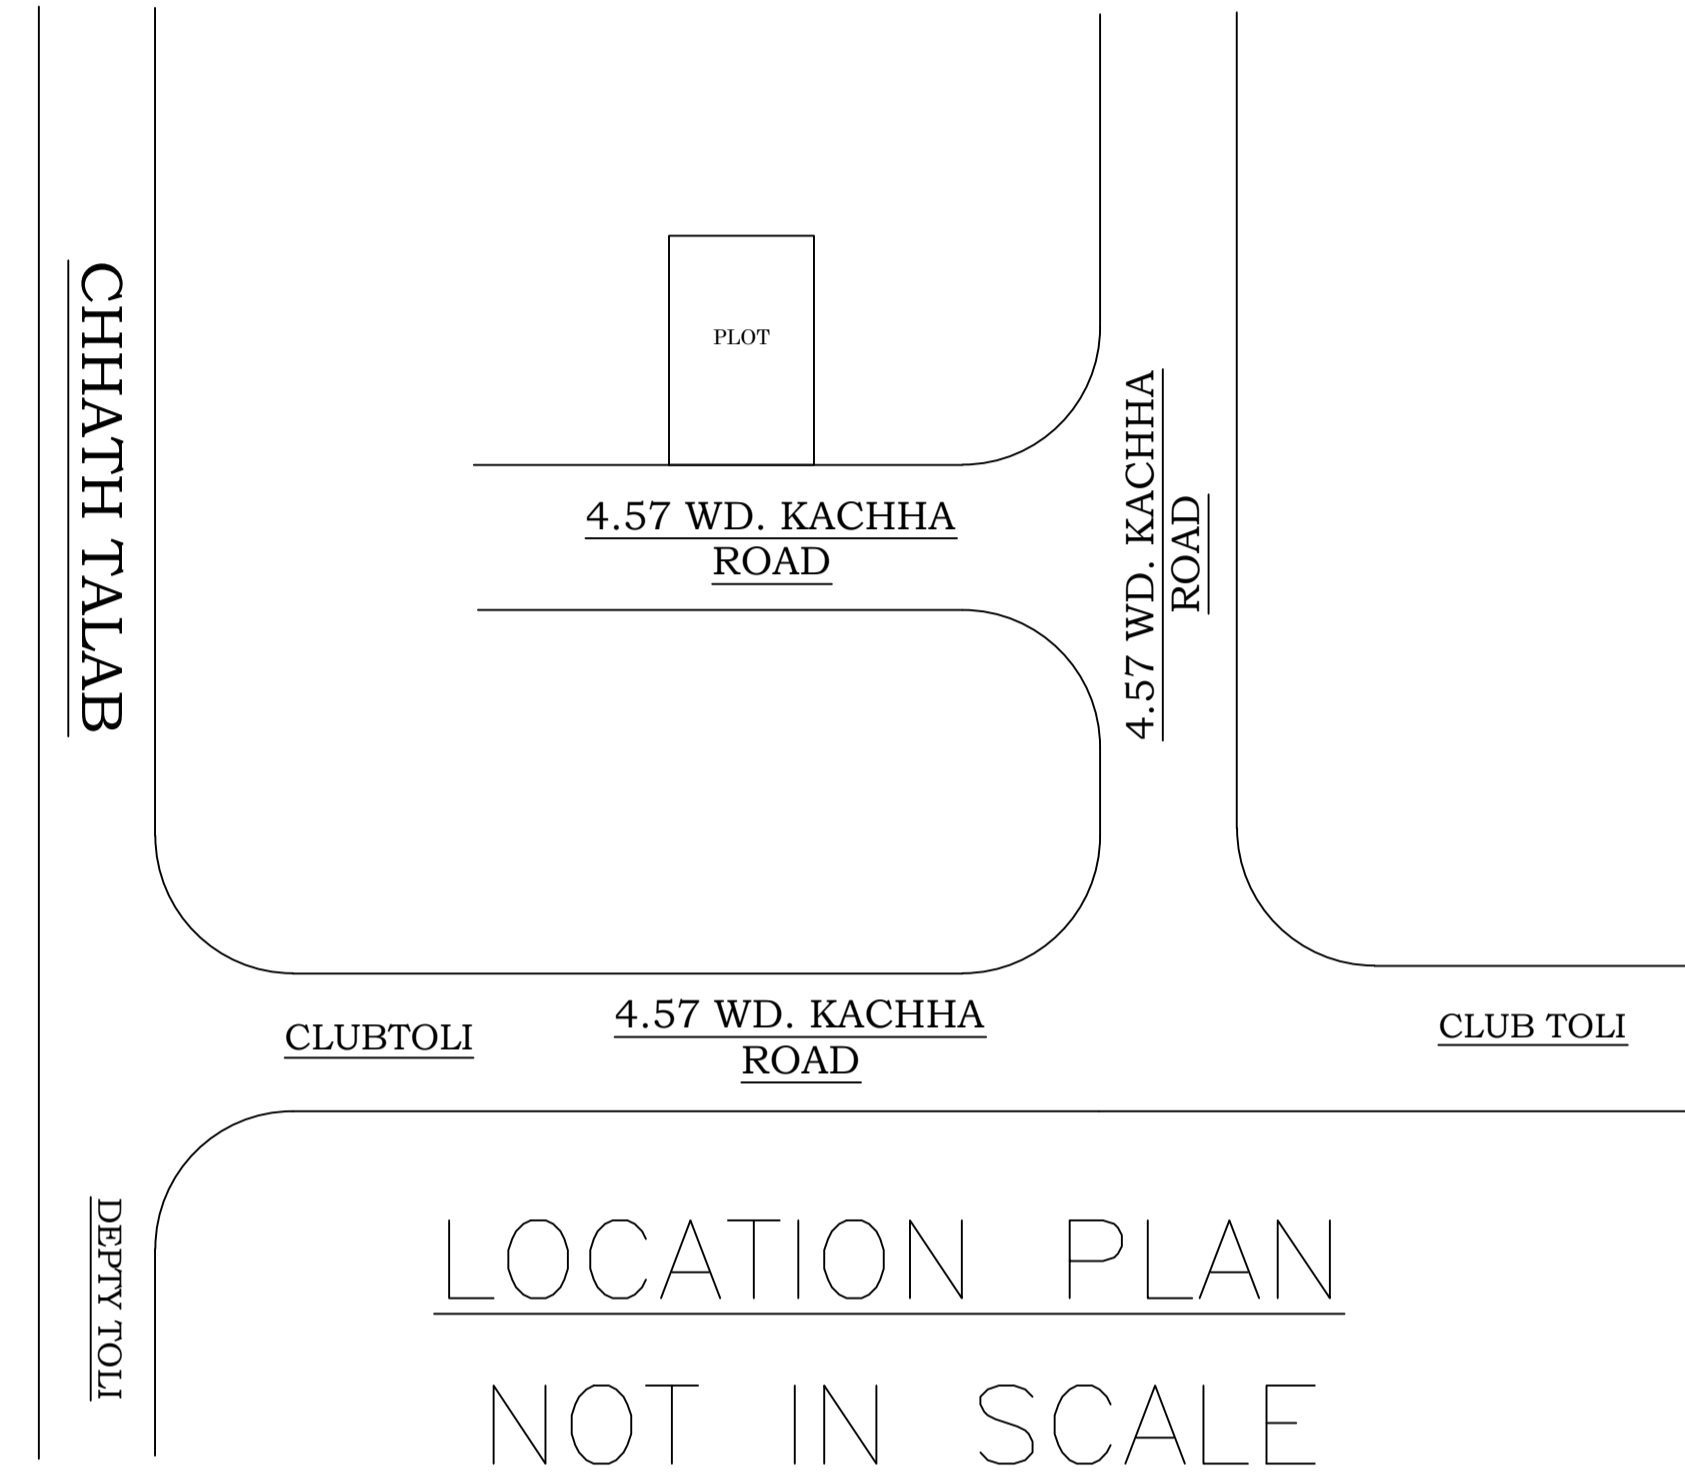 CHHATH TALAB
PLOT
4.57 WD. KACHHA
ROAD
4.57 WD. KACHHA
ROAD
CLUBTOLI
4.57 WD. KACHHA
ROAD
CLUB TOLI
DEPTY TOLI
LOCATION PLAN
NOT IN SCALE